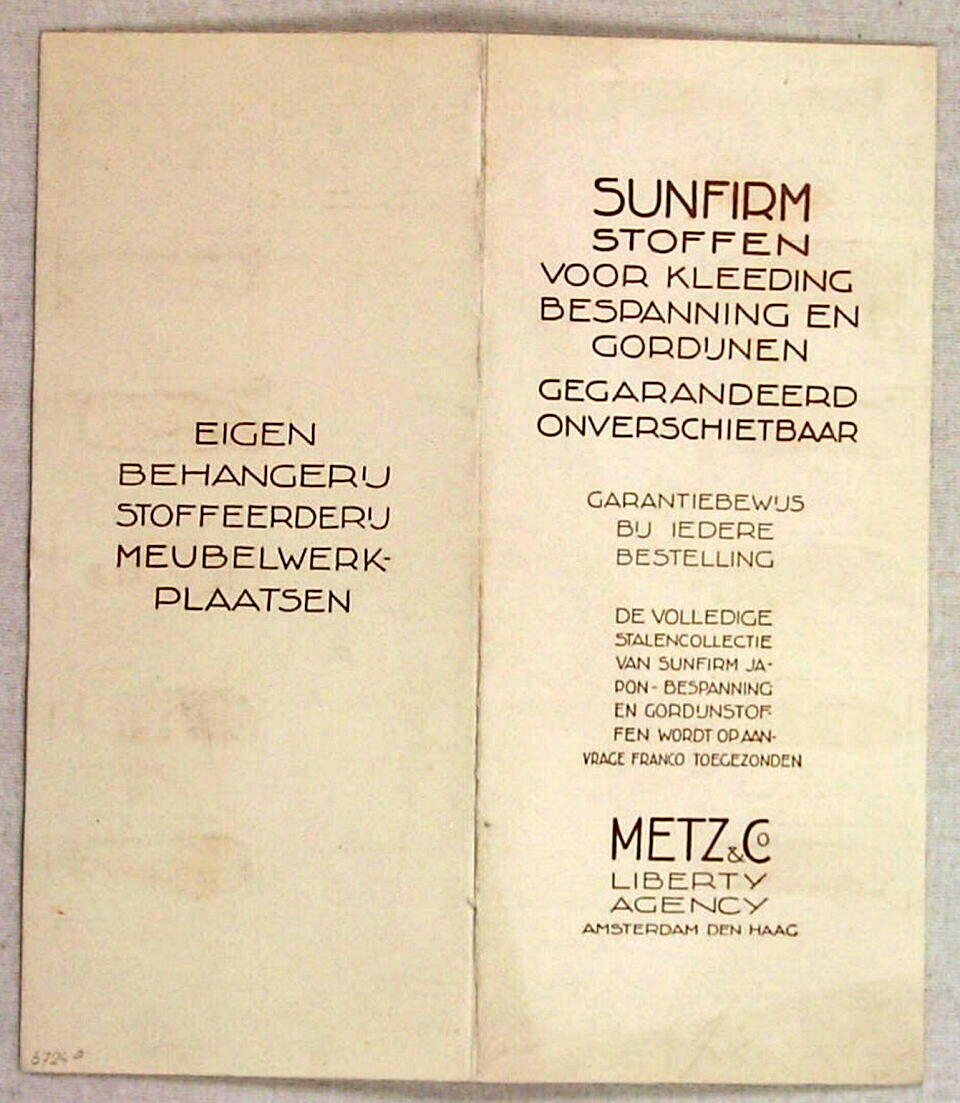 EIGEN
BEHANGERIJ
STOFFEERDERIJ
MEUBELWERK-
PLAATSEN
6724 a
SUNFIRM
STOFFEN
VOOR KLEEDING
BESPANNING EN
GORDIJNEN
GEGARANDEERD
ONVERSCHIETBAAR
GARANTIEBEWIJS
BIJ IEDERE
BESTELLING
DE VOLLEDIGE
STALENCOLLECTIE
VAN SUNFIRM JA-
PON - BESPANNING
EN GORDIJNSTOF-
FEN WORDT OP AAN-
VRAGE FRANCO TOEGEZONDEN
METZ & Co
LIBERTY
AGENCY
AMSTERDAM DEN HAAG